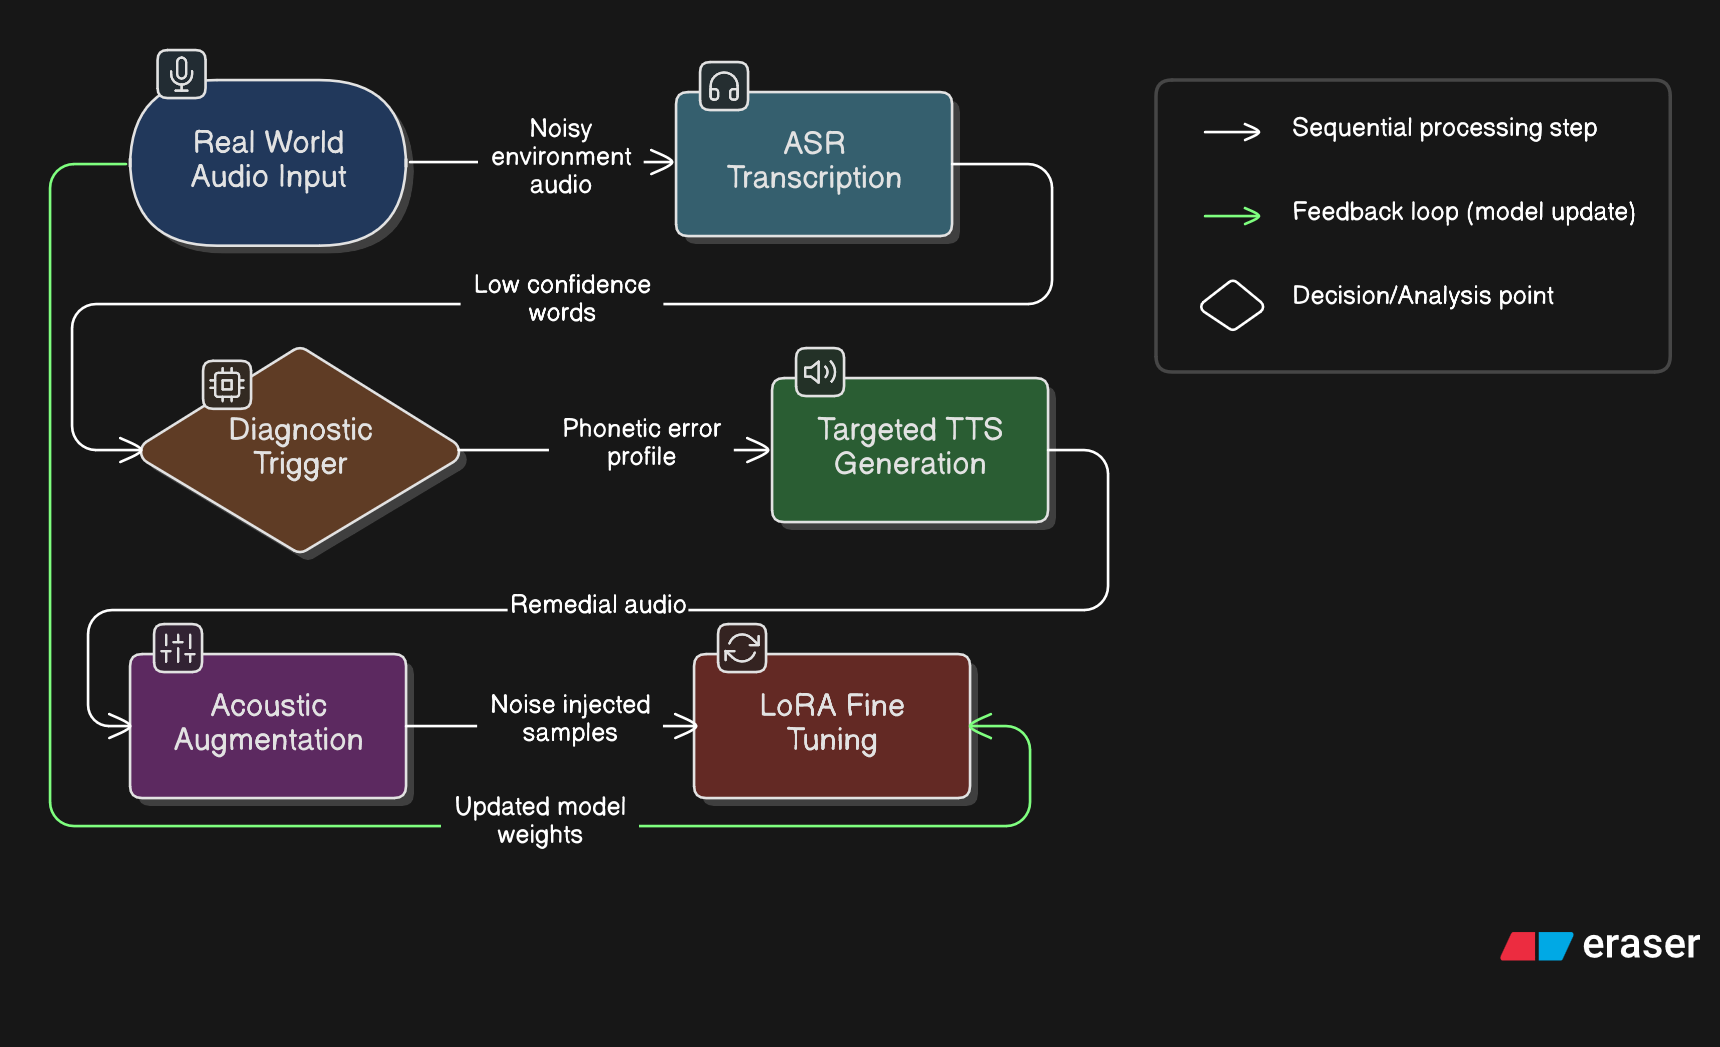 Real World
Audio Input
Noisy
environment
audio
ASR
Transcription
Sequential processing step
Feedback loop (model update)
Decision/Analysis point
Low confidence
words
Diagnostic
Trigger
Phonetic error
profile
Targeted TTS
Generation
Remedial audio
Acoustic
Augmentation
Noise injected
samples
LoRA Fine
Tuning
Updated model
weights
eraser